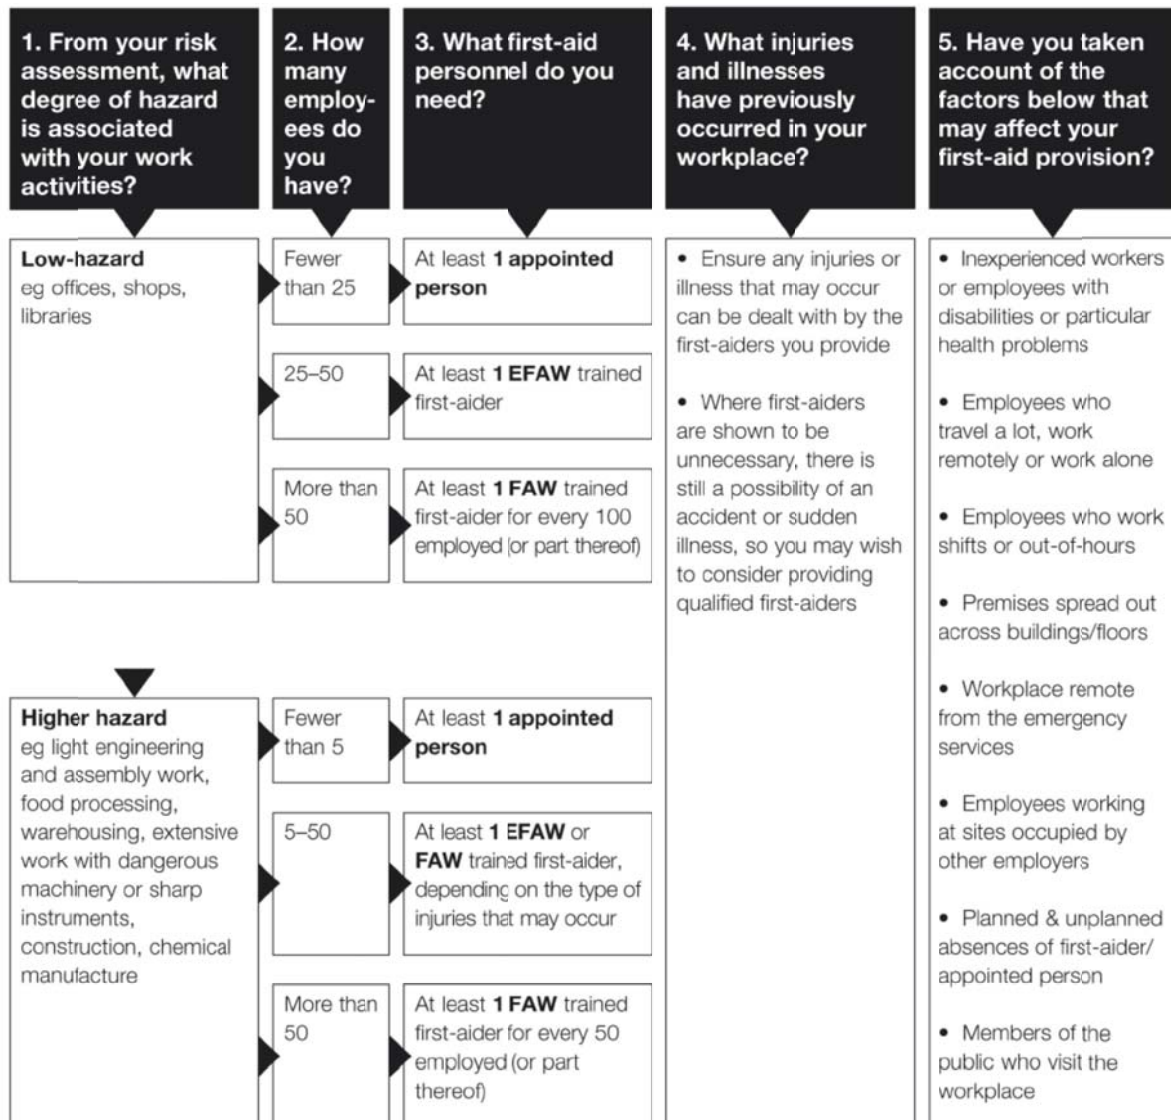 1. From your risk
assessment, what
degree of hazard
is associated
with your work
activities?
2. How
many
employ-
ees do
you
have?
3. What first-aid
personnel do you
need?
4. What injuries
and illnesses
have previously
occurred in your
workplace?
5. Have you taken
account of the
factors below that
may affect your
first-aid provision?
Low-hazard
eg offices, shops,
libraries
Fewer
than 25
At least 1 appointed
person
25–50
At least 1 EFAW trained
first-aider
More than
50
At least 1 FAW trained
first-aider for every 100
employed (or part thereof)
Higher hazard
eg light engineering
and assembly work,
food processing,
warehousing, extensive
work with dangerous
machinery or sharp
instruments,
construction, chemical
manufacture
Fewer
than 5
At least 1 appointed
person
5–50
At least 1 EFAW or
FAW trained first-aider,
depending on the type of
injuries that may occur
More than
50
At least 1 FAW trained
first-aider for every 50
employed (or part
thereof)
• Ensure any injuries or
illness that may occur
can be dealt with by the
first-aiders you provide
• Where first-aiders
are shown to be
unnecessary, there is
still a possibility of an
accident or sudden
illness, so you may wish
to consider providing
qualified first-aiders
• Inexperienced workers
or employees with
disabilities or particular
health problems
• Employees who
travel a lot, work
remotely or work alone
• Employees who work
shifts or out-of-hours
• Premises spread out
across buildings/floors
• Workplace remote
from the emergency
services
• Employees working
at sites occupied by
other employers
• Planned & unplanned
absences of first-aider/
appointed person
• Members of the
public who visit the
workplace